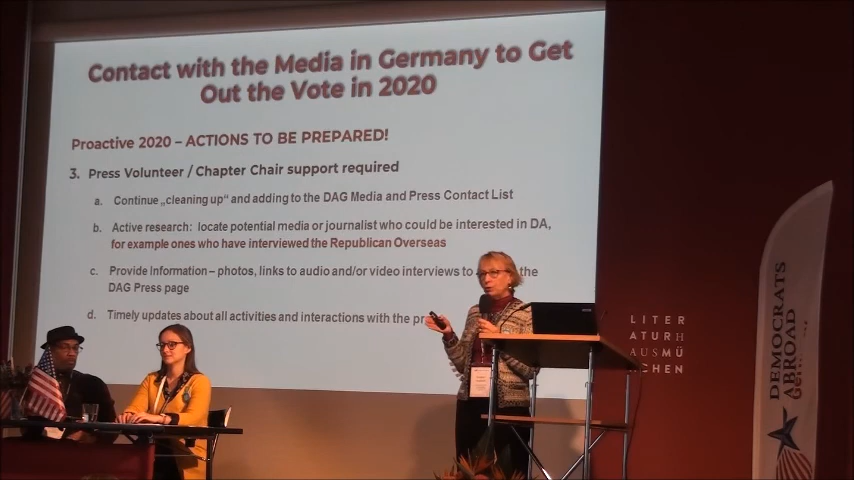 Contact with the Media in Germany to Get
Out the Vote in 2020
Proactive 2020 – ACTIONS TO BE PREPARED!
3. Press Volunteer / Chapter Chair support required
a. Continue „cleaning up“ and adding to the DAG Media and Press Contact List
b. Active research: locate potential media or journalist who could be interested in DA,
for example ones who have interviewed the Republican Overseas
c. Provide Information – photos, links to audio and/or video interviews to the
DAG Press page
d. Timely updates about all activities and interactions with the
LITER
ATURH
AUSMÜ
CHEN
DEMOCRATS
ABROAD